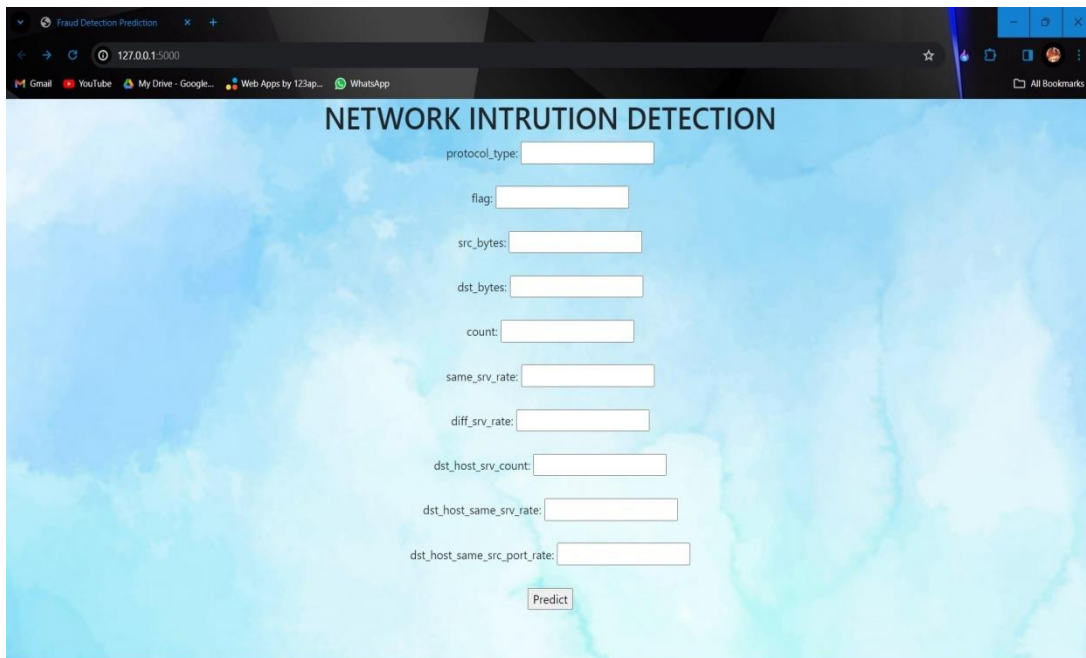 Fraud Detection Prediction
127.0.0.1:5000
Gmail YouTube My Drive - Google... Web Apps by 123ap... WhatsApp All Bookmarks
NETWORK INTRUTION DETECTION
protocol_type:
flag:
src_bytes:
dst_bytes:
count:
same_srv_rate:
diff_srv_rate:
dst_host_srv_count:
dst_host_same_srv_rate:
dst_host_same_src_port_rate:
Predict